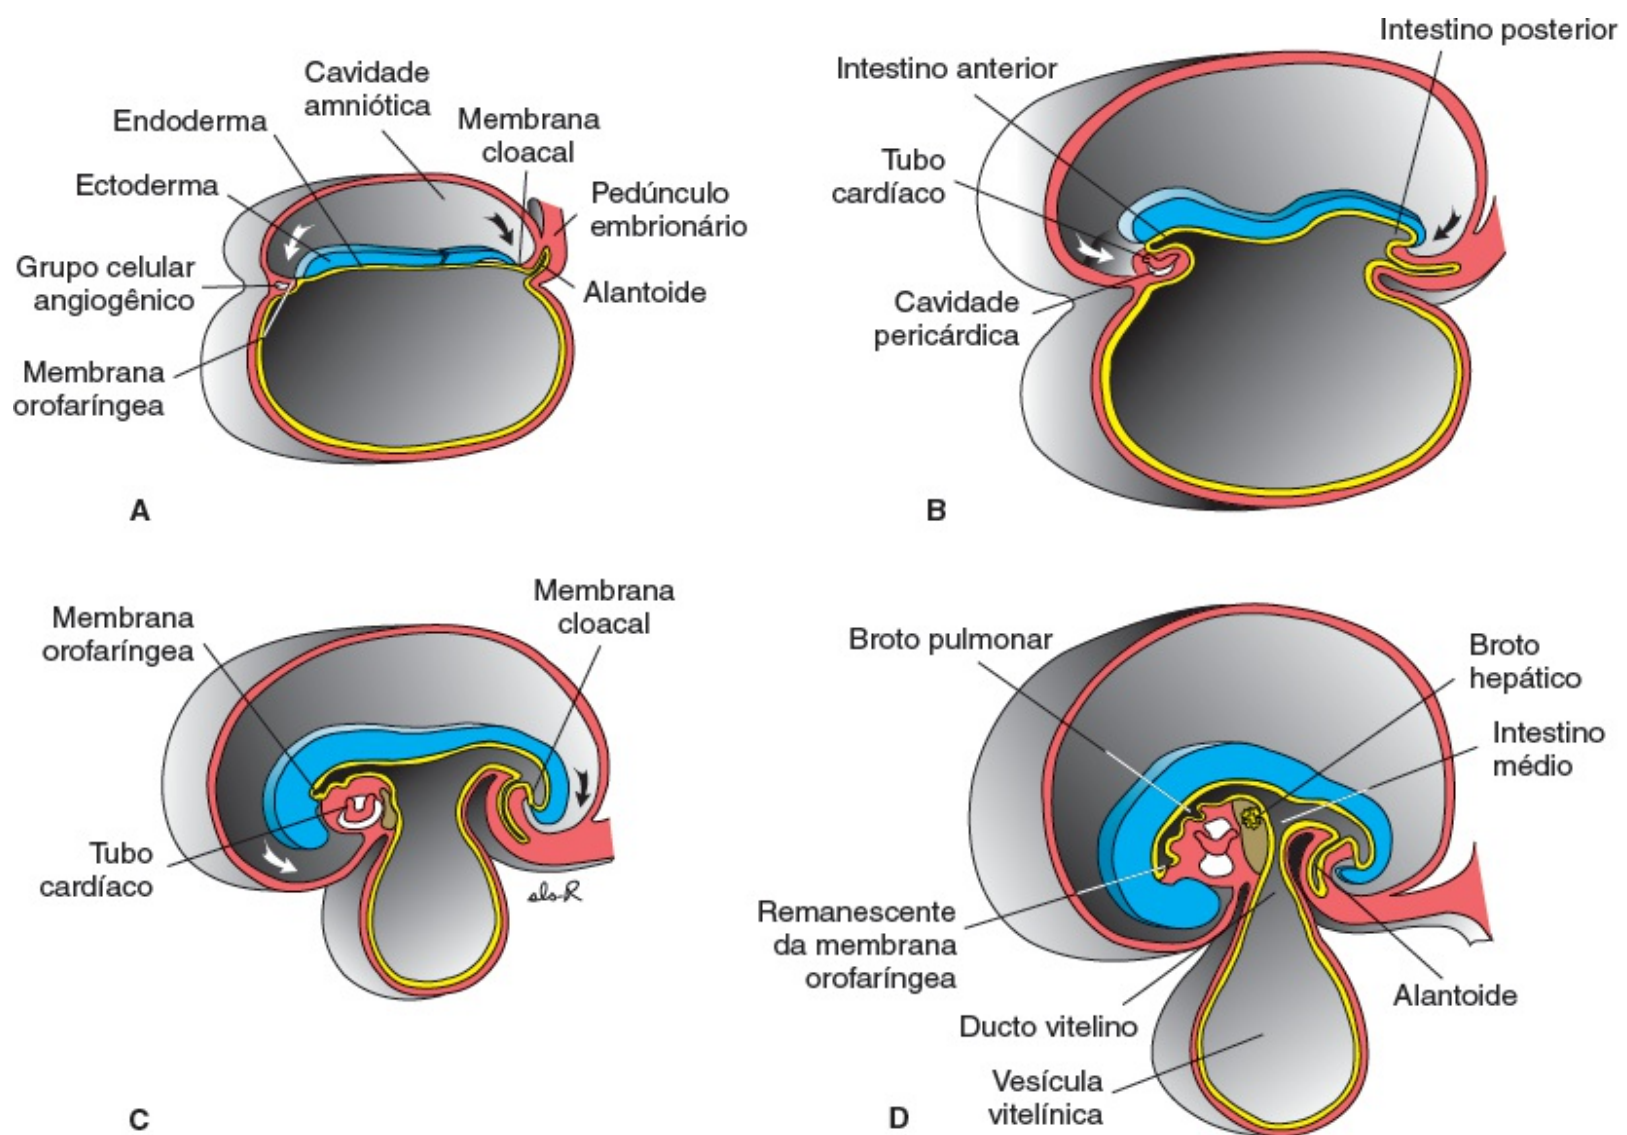 Cavidade
amniótica
Endoderma
Membrana
cloacal
Ectoderma
Pedúnculo
embrionário
Grupo celular
angiogênico
Alantoide
Membrana
orofaríngea
A
Intestino posterior
Intestino anterior
Tubo
cardíaco
Cavidade
pericárdica
B
Membrana
cloacal
Membrana
orofaríngea
Tubo
cardíaco
sls-R
C
Broto pulmonar
Broto
hepático
Intestino
médio
Remanescente
da membrana
orofaríngea
Alantoide
Ducto vitelino
Vesícula
vitelínica
D